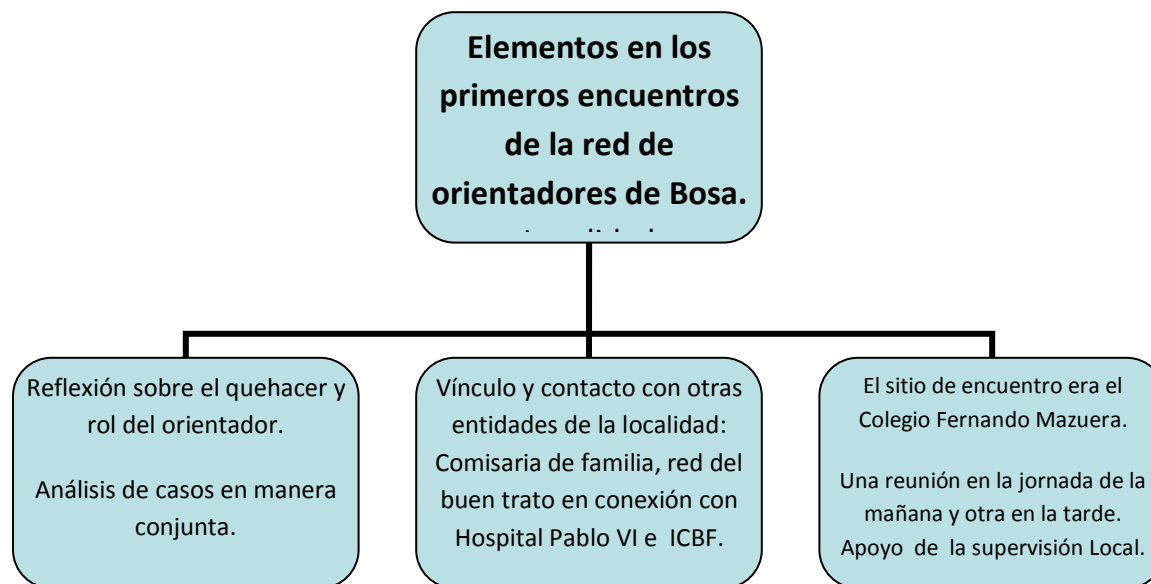 Elementos en los
primeros encuentros
de la red de
orientadores de Bosa.
Reflexión sobre el quehacer y
rol del orientador.
Análisis de casos en manera
conjunta.
Vínculo y contacto con otras
entidades de la localidad:
Comisaria de familia, red del
buen trato en conexión con
Hospital Pablo VI e ICBF.
El sitio de encuentro era el
Colegio Fernando Mazuera.
Una reunión en la jornada de la
mañana y otra en la tarde.
Apoyo de la supervisión Local.